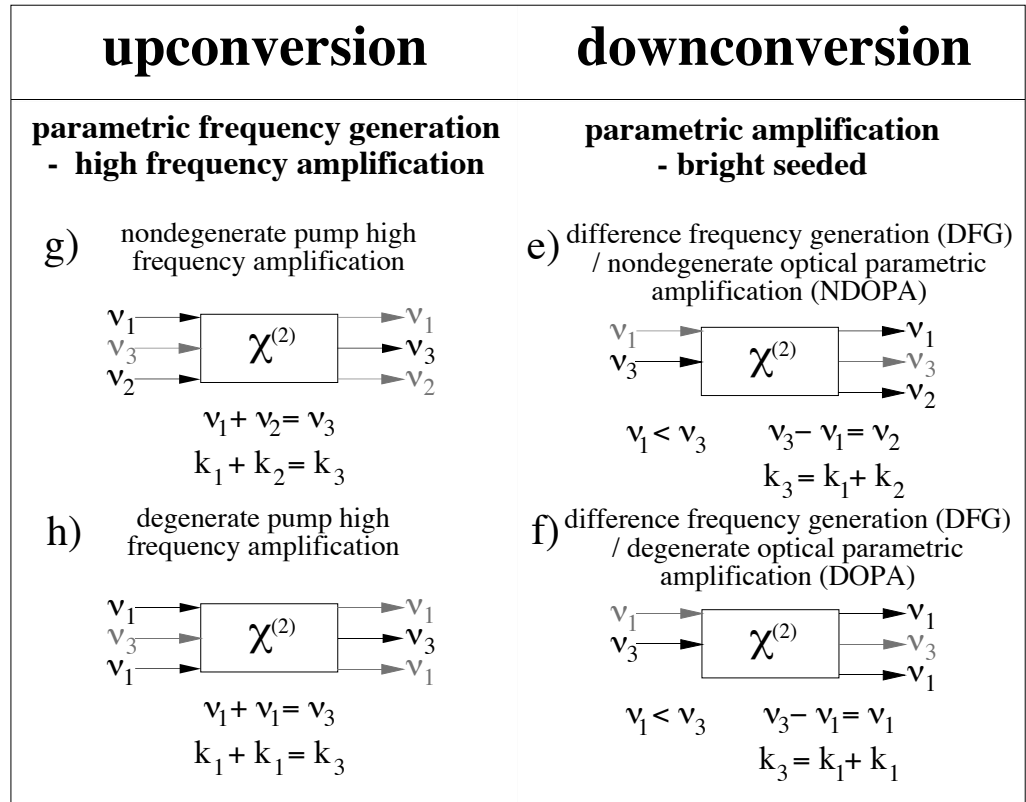 upconversion
downconversion
parametric frequency generation
- high frequency amplification
parametric amplification
- bright seeded
g) nondegenerate pump high
frequency amplification
ν₁
ν₃
ν₂
χ⁽²⁾
ν₁
ν₃
ν₂
ν₁ + ν₂ = ν₃
k₁ + k₂ = k₃
e) difference frequency generation (DFG)
/ nondegenerate optical parametric
amplification (NDOPA)
ν₁
ν₃
χ⁽²⁾
ν₁
ν₃
ν₂
ν₁ < ν₃ ν₃ − ν₁ = ν₂
k₃ = k₁ + k₂
h) degenerate pump high
frequency amplification
ν₁
ν₃
ν₁
χ⁽²⁾
ν₁
ν₃
ν₁
ν₁ + ν₁ = ν₃
k₁ + k₁ = k₃
f) difference frequency generation (DFG)
/ degenerate optical parametric
amplification (DOPA)
ν₁
ν₃
χ⁽²⁾
ν₁
ν₃
ν₁
ν₁ < ν₃ ν₃ − ν₁ = ν₁
k₃ = k₁ + k₁